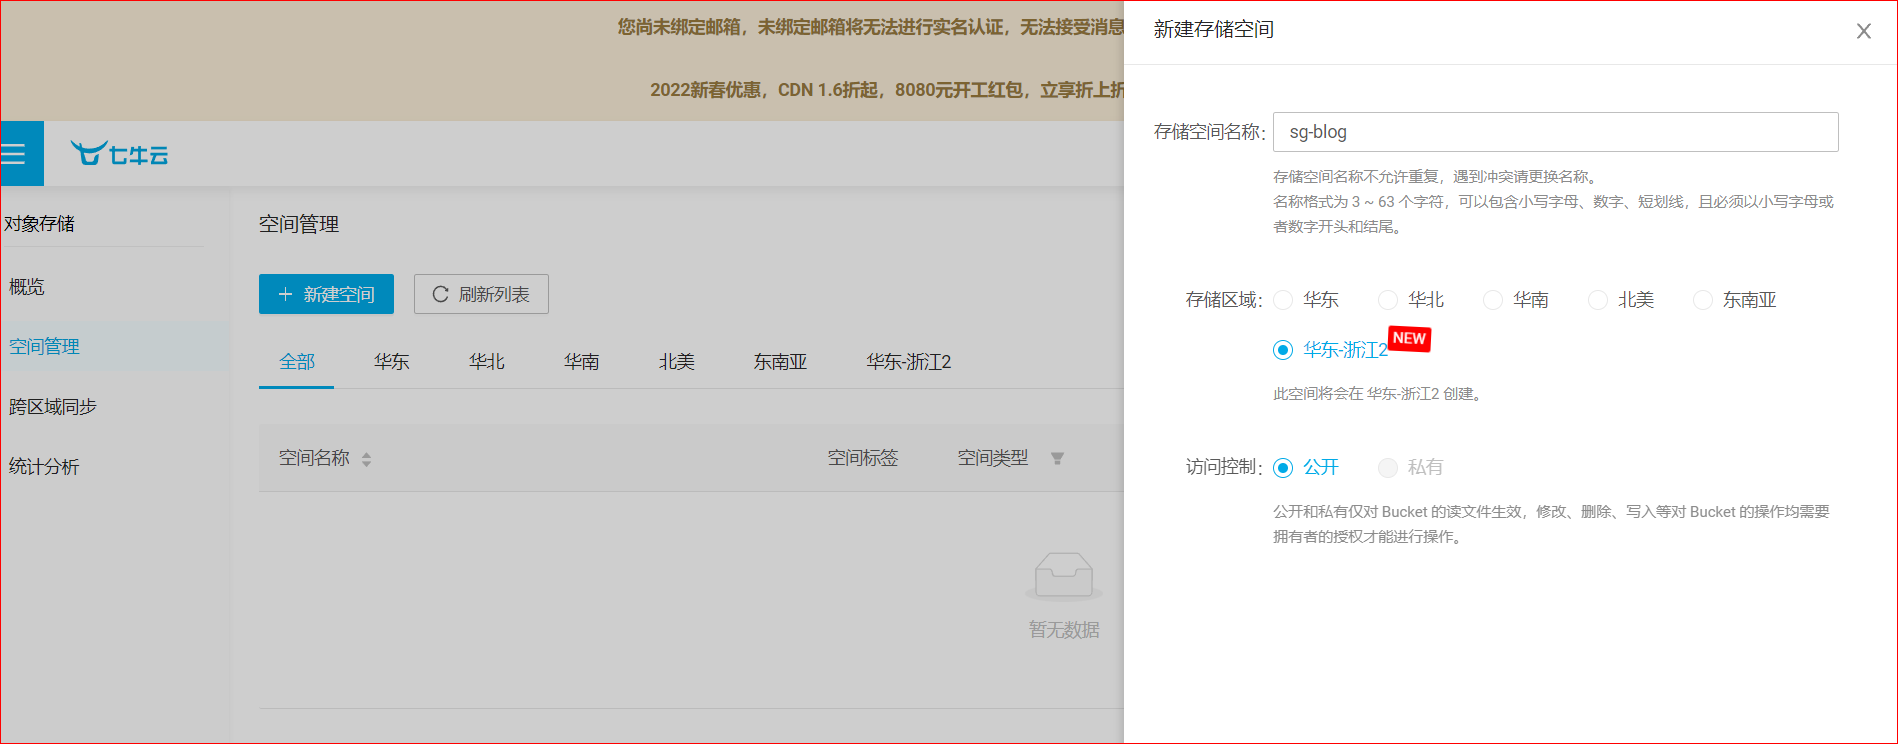 您尚未绑定邮箱，未绑定邮箱将无法进行实名认证，无法接受消息
2022新春优惠，CDN 1.6折起，8080元开工红包，立享折上折
七牛云
对象存储
概览
空间管理
跨区域同步
统计分析
空间管理
新建空间 刷新列表
全部 华东 华北 华南 北美 东南亚 华东-浙江2
空间名称 空间标签 空间类型
暂无数据
新建存储空间
存储空间名称： sg-blog
存储空间名称不允许重复，遇到冲突请更换名称。
名称格式为 3 ~ 63 个字符，可以包含小写字母、数字、短划线，且必须以小写字母或
者数字开头和结尾。
存储区域： 华东 华北 华南 北美 东南亚
华东-浙江2 NEW
此空间将会在 华东-浙江2 创建。
访问控制： 公开 私有
公开和私有仅对 Bucket 的读文件生效，修改、删除、写入等对 Bucket 的操作均需要
拥有者的授权才能进行操作。